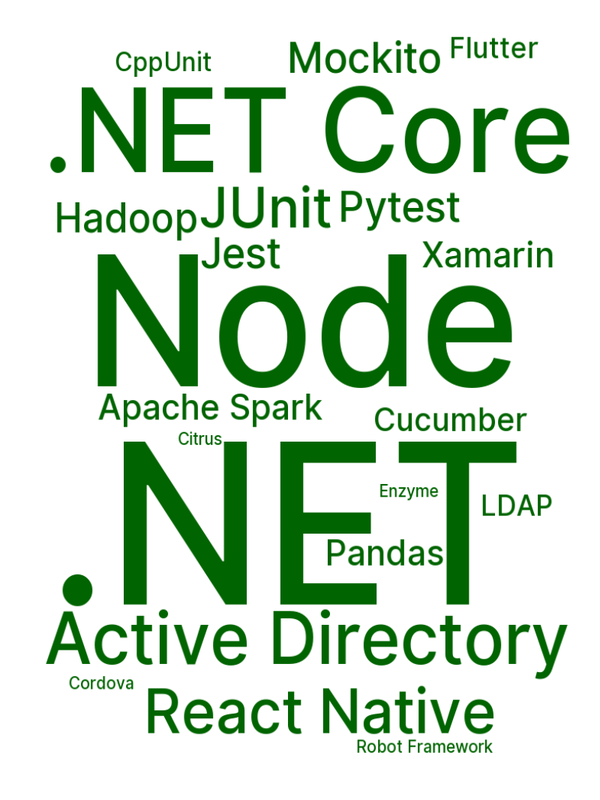 Mockito
Flutter
CppUnit
.NET Core
JUnit
Pytest
Hadoop
Jest
Xamarin
Node
Apache Spark
Cucumber
Citrus
.NET
Enzyme
LDAP
Pandas
Active Directory
Cordova
React Native
Robot Framework